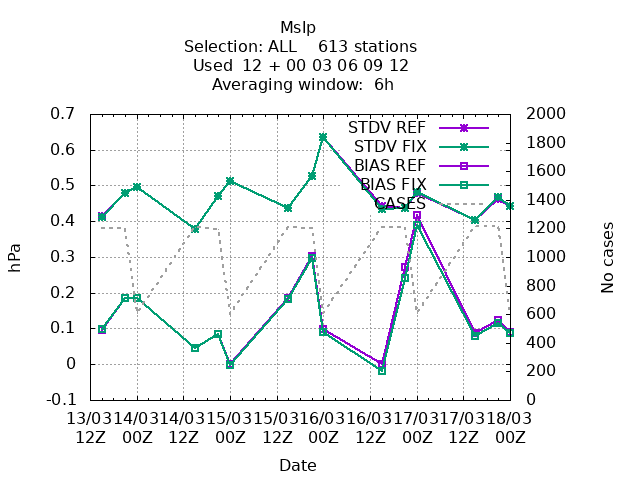 Mslp
Selection: ALL    613 stations
Used  12 + 00 03 06 09 12
Averaging window:  6h
0.7
0.6
0.5
0.4
0.3
0.2
0.1
0
-0.1
hPa
STDV REF
STDV FIX
BIAS REF
BIAS FIX
CASES
2000
1800
1600
1400
1200
1000
800
600
400
200
0
No cases
13/03 14/03 14/03 15/03 15/03 16/03 16/03 17/03 17/03 18/03
12Z 00Z 12Z 00Z 12Z 00Z 12Z 00Z 12Z 00Z
Date